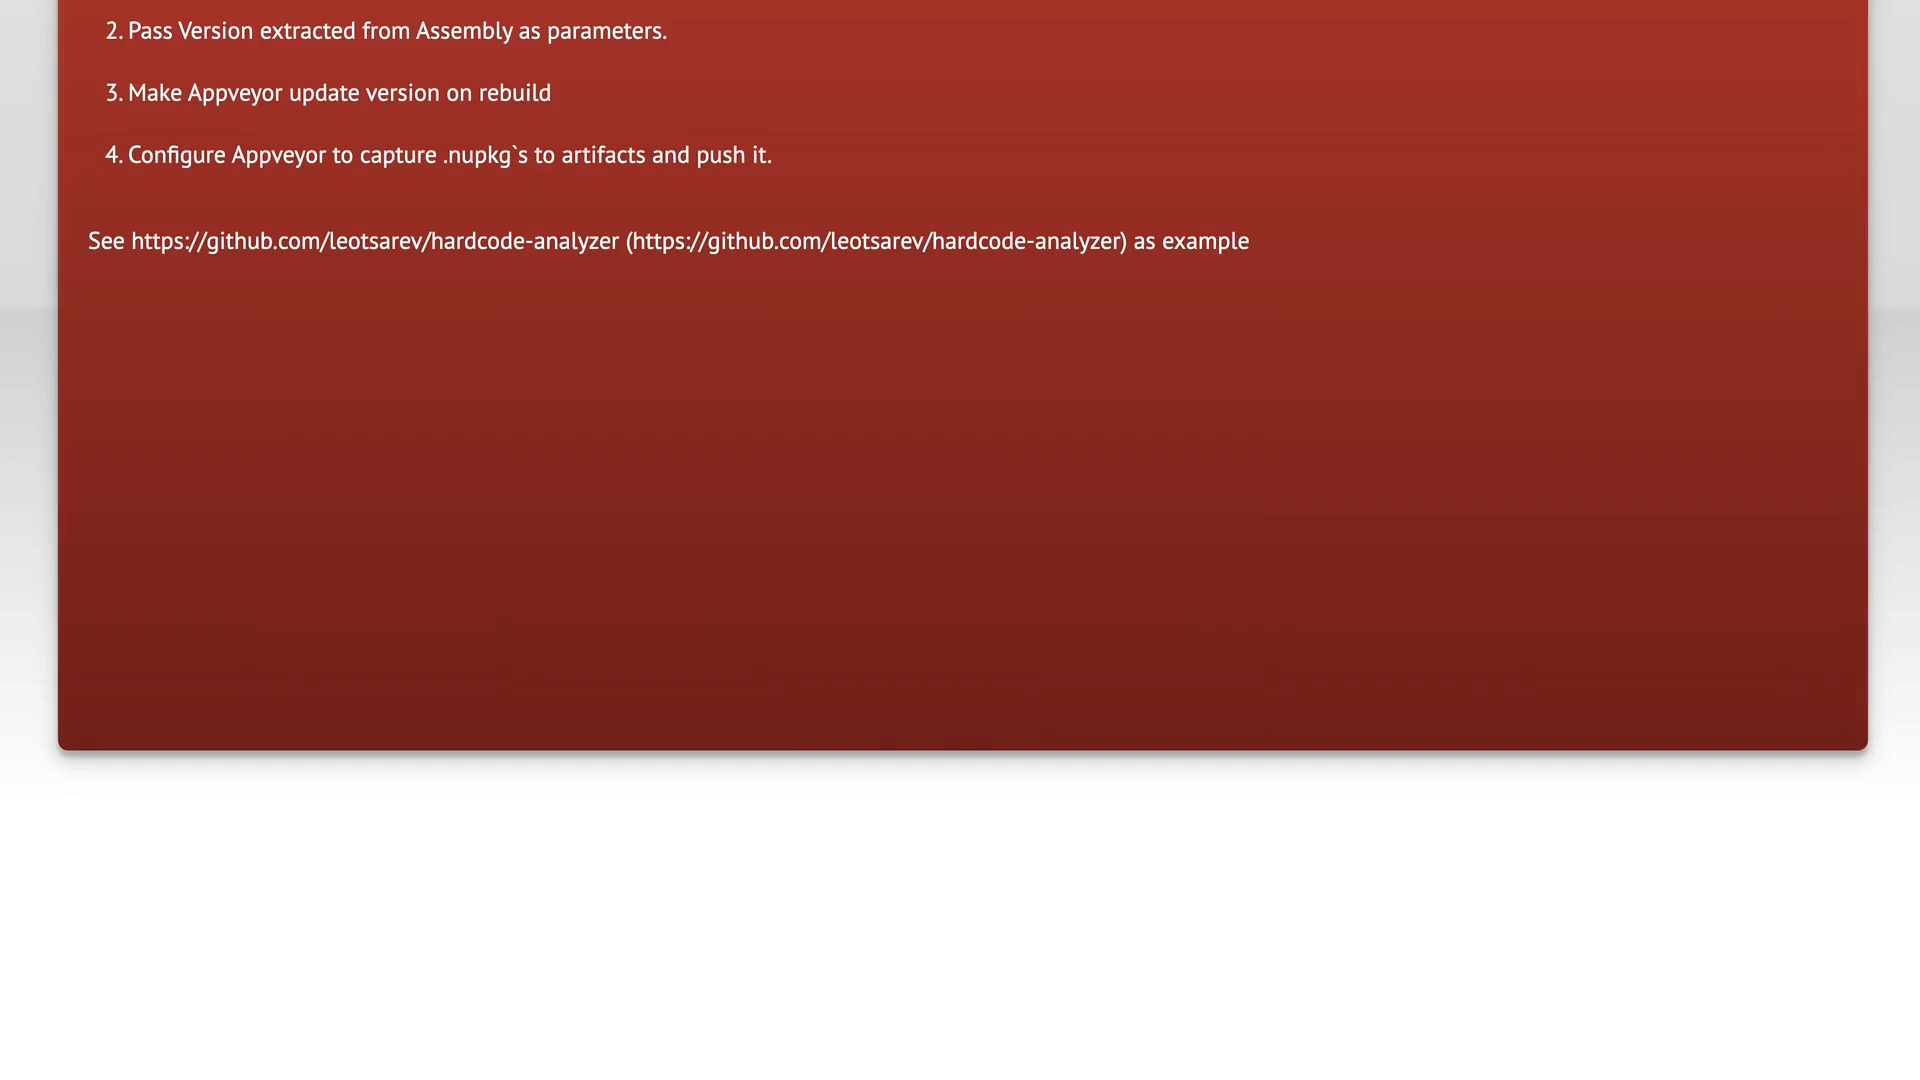 2. Pass Version extracted from Assembly as parameters.
3. Make Appveyor update version on rebuild
4. Configure Appveyor to capture .nupkg`s to artifacts and push it.
See https://github.com/leotsarev/hardcode-analyzer (https://github.com/leotsarev/hardcode-analyzer) as example